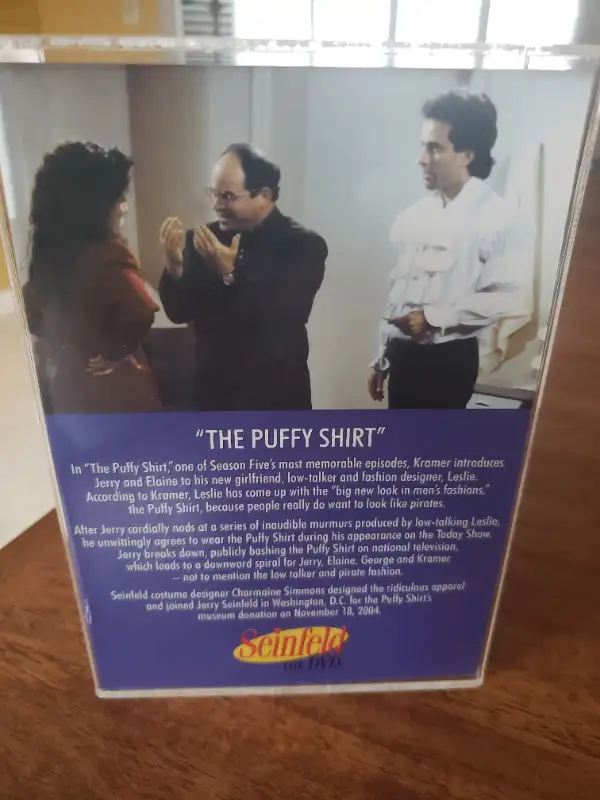 "THE PUFFY SHIRT"
In "The Puffy Shirt," one of Season Five's most memorable episodes, Kramer introduces
Jerry and Elaine to his new girlfriend, low-talker and fashion designer, Leslie.
According to Kramer, Leslie has come up with the "big new look in men's fashions,"
the Puffy Shirt, because people really do want to look like pirates.
After Jerry cordially nods at a series of inaudible murmurs produced by low-talking Leslie,
he unwittingly agrees to wear the Puffy Shirt during his appearance on the Today Show.
Jerry breaks down, publicly bashing the Puffy Shirt on national television,
which leads to a downward spiral for Jerry, Elaine, George and Kramer
– not to mention the low talker and pirate fashion.
Seinfeld costume designer Charmaine Simmons designed the ridiculous apparel
and joined Jerry Seinfeld in Washington, D.C. for the Puffy Shirt's
museum donation on November 18, 2004.
Seinfeld
on DVD